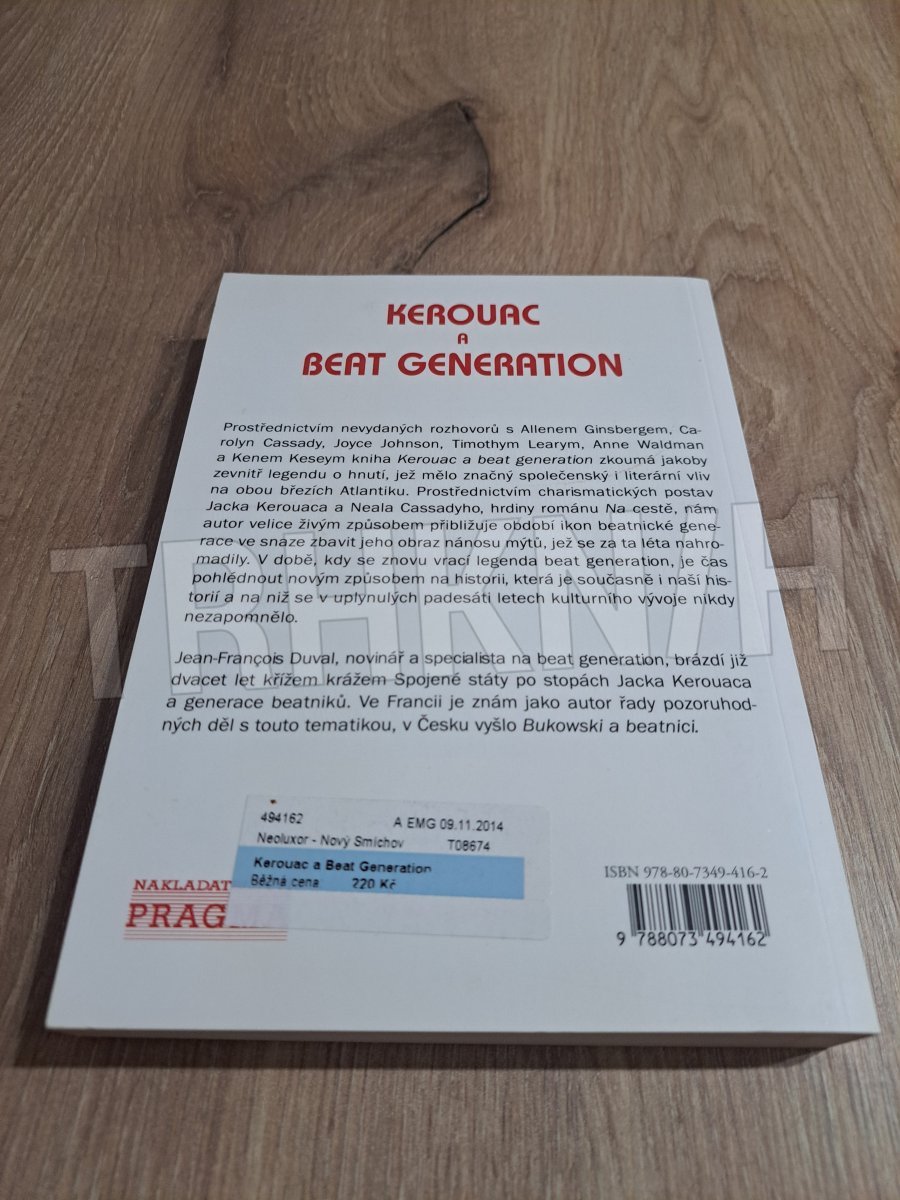 KEROUAC
A
BEAT GENERATION
Prostřednictvím nevydaných rozhovorů s Allenem Ginsbergem, Ca-
rolyn Cassady, Joyce Johnson, Timothym Learym, Anne Waldman
a Kenem Keseym kniha Kerouac a beat generation zkoumá jakoby
zevnitř legendu o hnutí, jež mělo značný společenský i literární vliv
na obou březích Atlantiku. Prostřednictvím charismatických postav
Jacka Kerouaca a Neala Cassadyho, hrdiny románu Na cestě, nám
autor velice živým způsobem přibližuje období ikon beatnické gene-
race ve snaze zbavit jeho obraz nánosu mýtů, jež se za ta léta nahro-
madily. V době, kdy se znovu vrací legenda beat generation, je čas
pohlédnout novým způsobem na historii, která je současně i naší his-
torií a na niž se v uplynulých padesáti letech kulturního vývoje nikdy
nezapomnělo.
Jean-François Duval, novinář a specialista na beat generation, brázdí již
dvacet let křížem krážem Spojené státy po stopách Jacka Kerouaca
a generace beatniků. Ve Francii je znám jako autor řady pozoruhod-
ných děl s touto tematikou, v Česku vyšlo Bukowski a beatnici.
494162 A EMG 09.11.2014
Neoluxor - Nový Smíchov T08674
Kerouac a Beat Generation
Běžná cena 220 Kč
NAKLADAT
PRAGMA
ISBN 978-80-7349-416-2
9 788073 494162